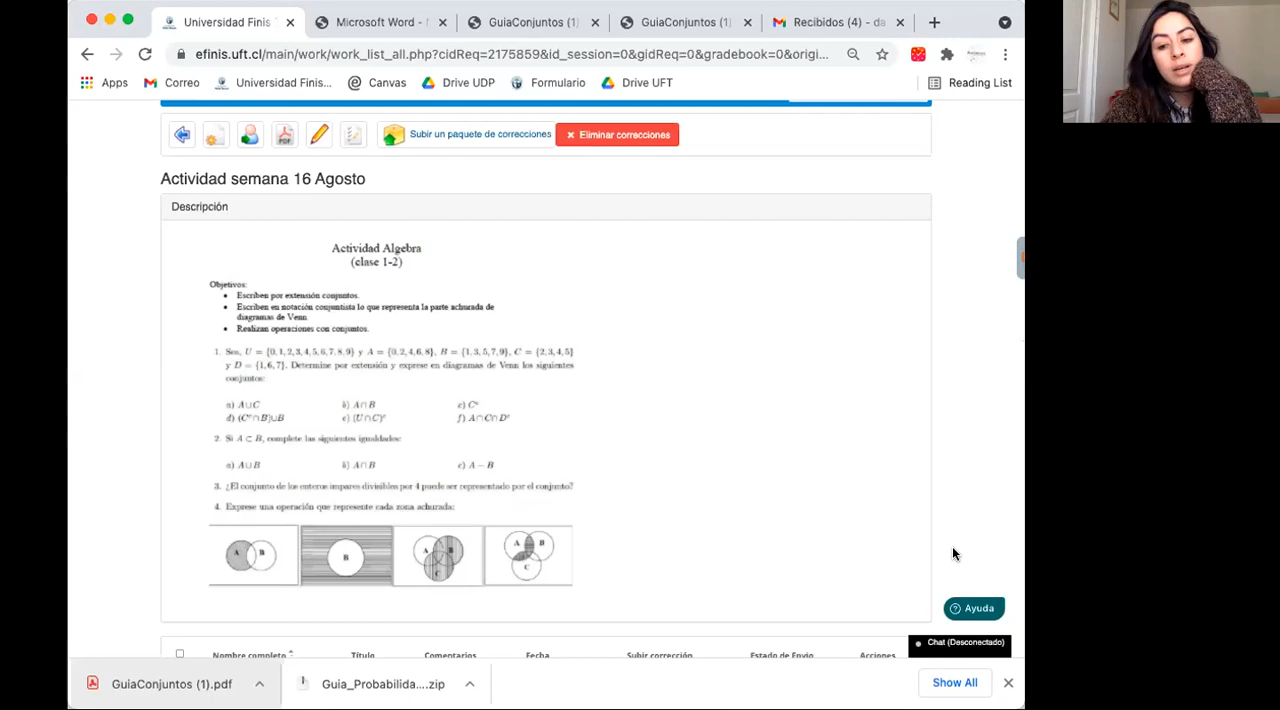 Universidad Finis
Microsoft Word -
GuiaConjuntos (1)
GuiaConjuntos (1)
Recibidos (4) - da
efinis.uft.cl/main/work/work_list_all.php?cidReq=2175859&id_session=0&gidReq=0&gradebook=0&origi...
Apps
Correo
Universidad Finis...
Canvas
Drive UDP
Formulario
Drive UFT
Reading List
PDF
Subir un paquete de correcciones
Eliminar correcciones
Actividad semana 16 Agosto
Descripción
Actividad Algebra
(clase 1-2)
Objetivos:
• Escriben por extensión conjuntos.
• Escriben en notación conjuntista lo que representa la parte achurada de
diagramas de Venn
• Realizan operaciones con conjuntos.
1. Sea, U = {0,1,2,3,4,5,6,7,8,9} y A = {0,2,4,6,8}, B = {1,3,5,7,9}, C = {2,3,4,5}
y D = {1,6,7}. Determine por extensión y exprese en diagramas de Venn los siguientes
conjuntos:
a) A∪C b) A∩B c) Cᶜ
d) (Cᶜ∩B)∪B e) (U∩C)ᶜ f) A∩C∩Dᶜ
2. Si A ⊂ B, complete las siguientes igualdades:
a) A∪B b) A∩B c) A − B
3. ¿El conjunto de los enteros impares divisibles por 4 puede ser representado por el conjunto?
4. Exprese una operación que represente cada zona achurada:
A B
B
A B C
A B C
Ayuda
Chat (Desconectado)
Nombre completo
Título
Comentarios
Fecha
Subir corrección
Estado de Envio
Acciones
GuiaConjuntos (1).pdf
Guia_Probabilida....zip
Show All